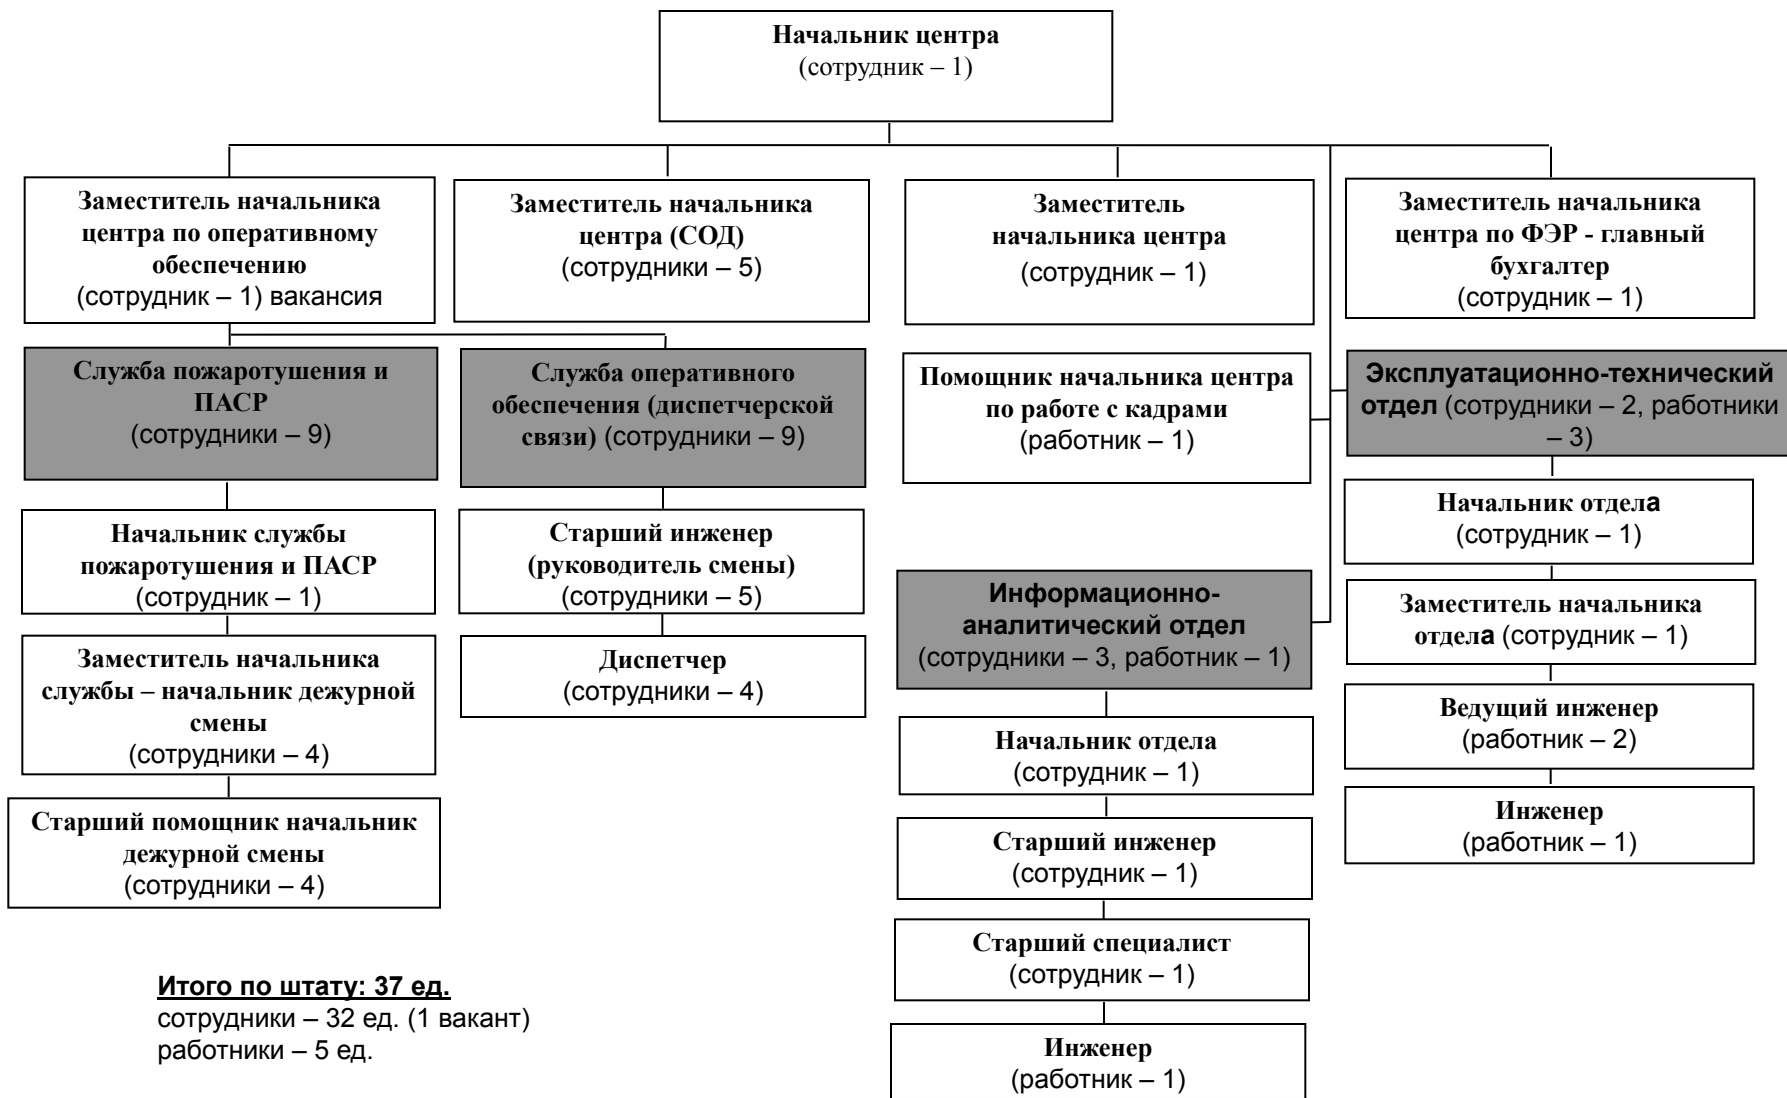 Начальник центра
(сотрудник – 1)
Заместитель начальника
центра по оперативному
обеспечению
(сотрудник – 1) вакансия
Заместитель начальника
центра (СОД)
(сотрудники – 5)
Заместитель
начальника центра
(сотрудник – 1)
Заместитель начальника
центра по ФЭР - главный
бухгалтер
(сотрудник – 1)
Служба пожаротушения и
ПАСР
(сотрудники – 9)
Служба оперативного
обеспечения (диспетчерской
связи) (сотрудники – 9)
Помощник начальника центра
по работе с кадрами
(работник – 1)
Эксплуатационно-технический
отдел (сотрудники – 2, работники
– 3)
Начальник службы
пожаротушения и ПАСР
(сотрудник – 1)
Заместитель начальника
службы – начальник дежурной
смены
(сотрудники – 4)
Старший помощник начальник
дежурной смены
(сотрудники – 4)
Старший инженер
(руководитель смены)
(сотрудники – 5)
Диспетчер
(сотрудники – 4)
Информационно-
аналитический отдел
(сотрудники – 3, работник – 1)
Начальник отдела
(сотрудник – 1)
Старший инженер
(сотрудник – 1)
Старший специалист
(сотрудник – 1)
Инженер
(работник – 1)
Начальник отдела
(сотрудник – 1)
Заместитель начальника
отдела (сотрудник – 1)
Ведущий инженер
(работник – 2)
Инженер
(работник – 1)
Итого по штату: 37 ед.
сотрудники – 32 ед. (1 вакант)
работники – 5 ед.